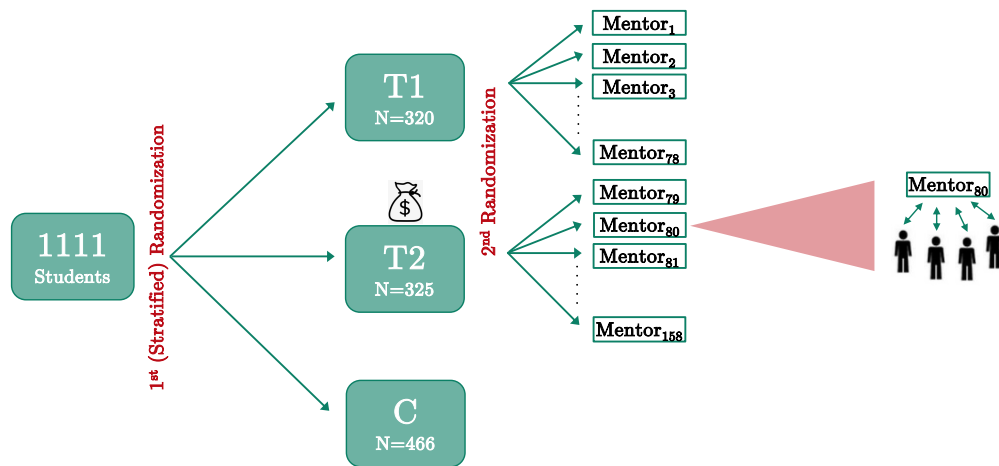 1111
Students
1st (Stratified) Randomization
T1
N=320
$
T2
N=325
C
N=466
2nd Randomization
Mentor1
Mentor2
Mentor3
Mentor78
Mentor79
Mentor80
Mentor81
Mentor158
Mentor80